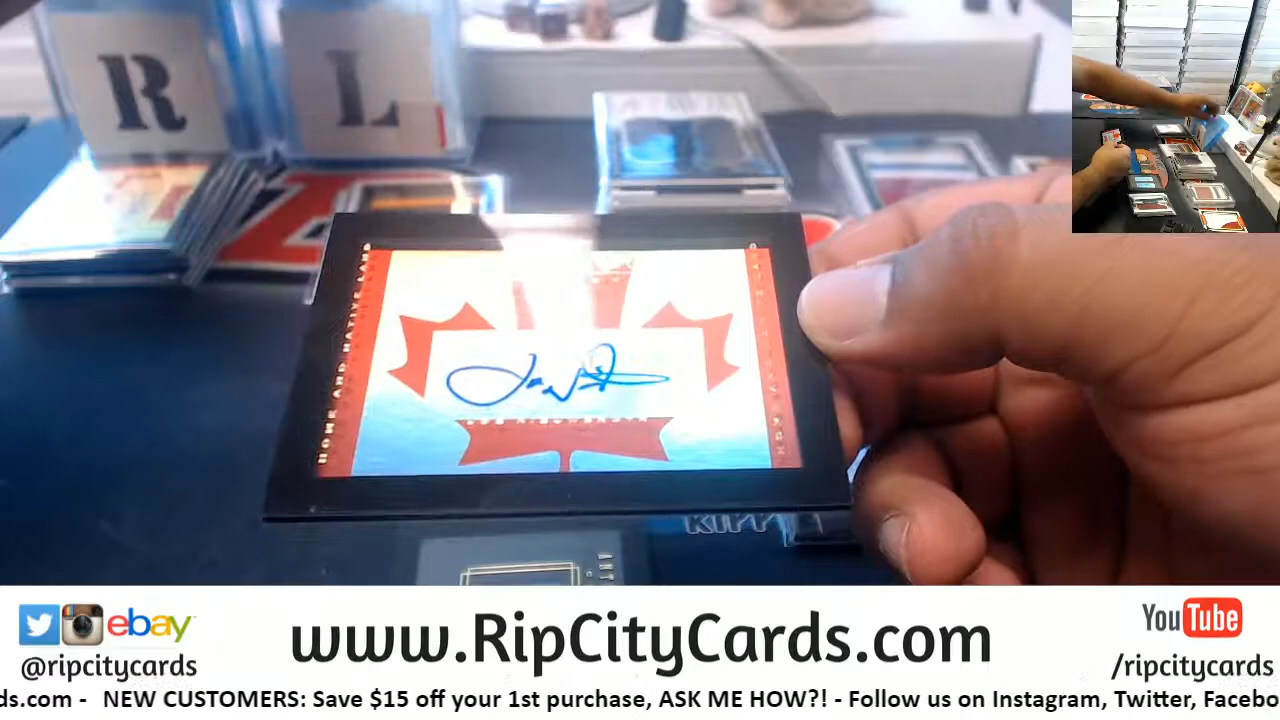 R
L
HOME AND NATIVE LAND
ebay
@ripcitycards
www.RipCityCards.com
YouTube
/ripcitycards
ds.com - NEW CUSTOMERS: Save $15 off your 1st purchase, ASK ME HOW?! - Follow us on Instagram, Twitter, Facebo